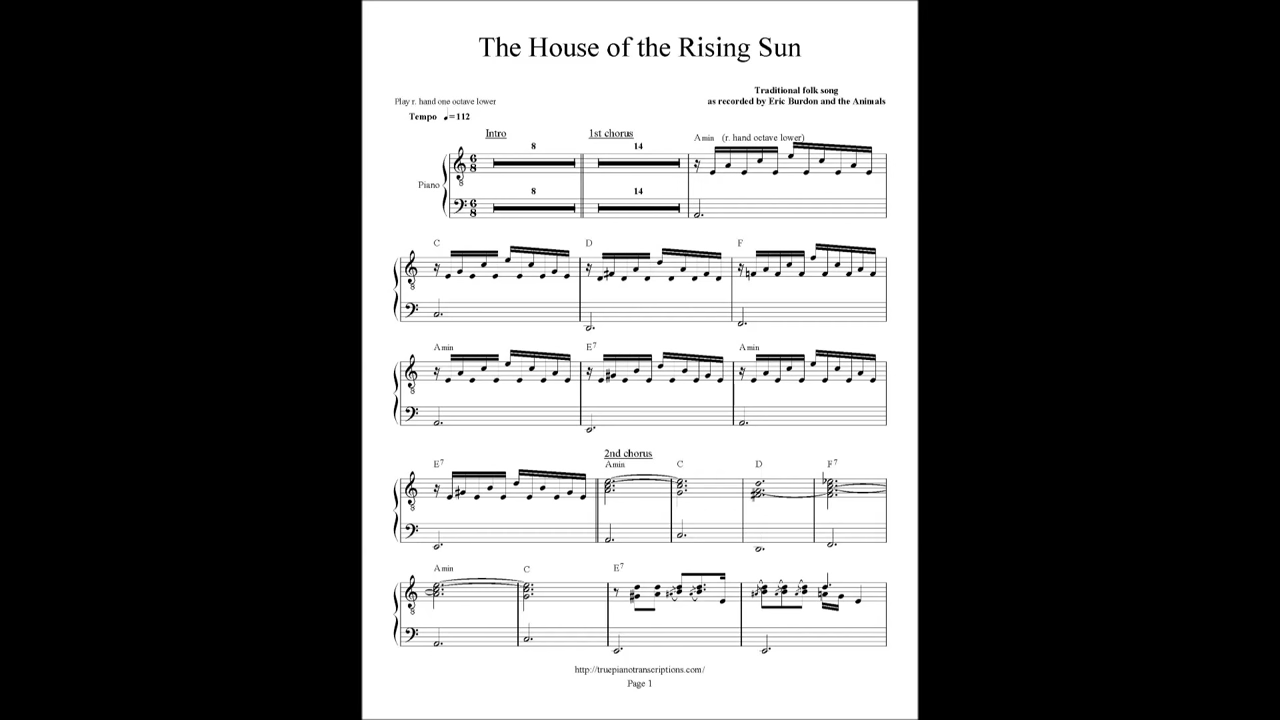 The House of the Rising Sun
Traditional folk song
Play r. hand one octave lower
as recorded by Eric Burdon and the Animals
Tempo ♩=112
Intro
1st chorus
Amin (r. hand octave lower)
8 14
Piano
8 14
C D F
Amin E7 Amin
2nd chorus
E7 Amin C D F7
Amin C E7
http://truepianotranscriptions.com/
Page 1